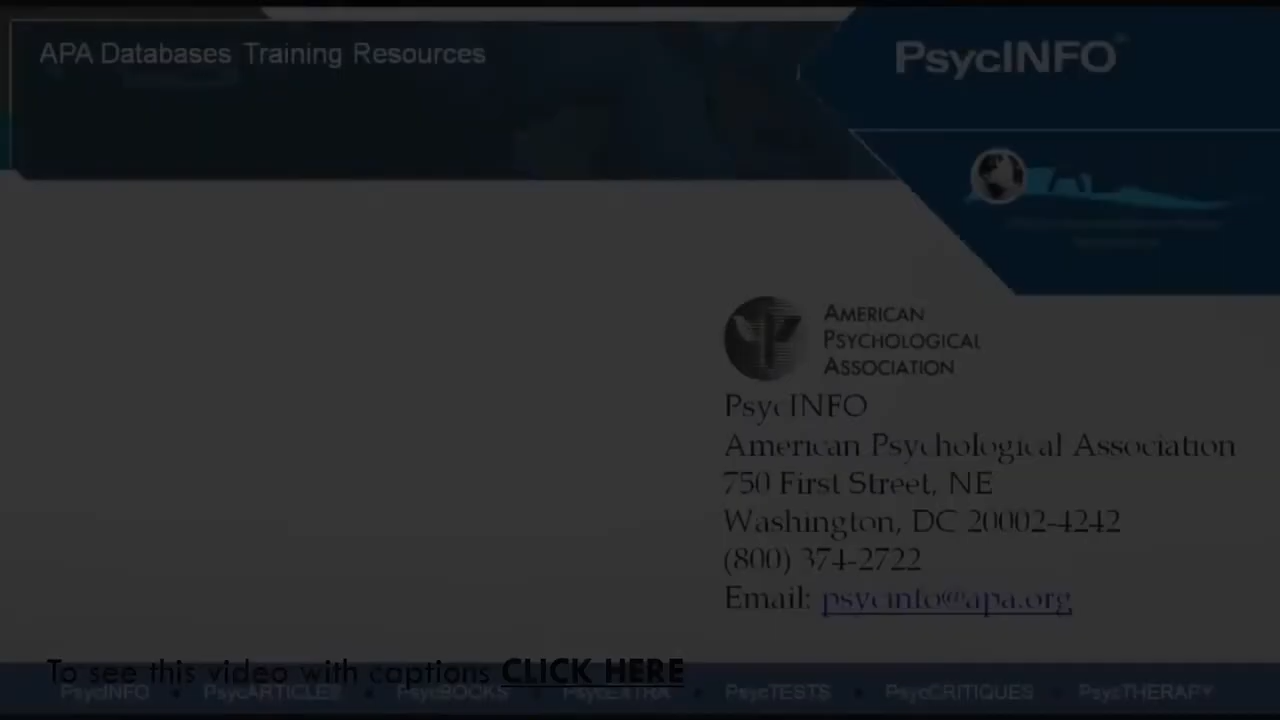 APA Databases Training Resources
PsycINFO
AMERICAN
PSYCHOLOGICAL
ASSOCIATION
PsycINFO
American Psychological Association
750 First Street, NE
Washington, DC 20002-4242
(800) 374-2722
Email: psycinfo@apa.org
To see this video with captions CLICK HERE
PsycINFO • PsycARTICLES • PsycBOOKS • PsycEXTRA • PsycTESTS • PsycCRITIQUES • PsycTHERAPY